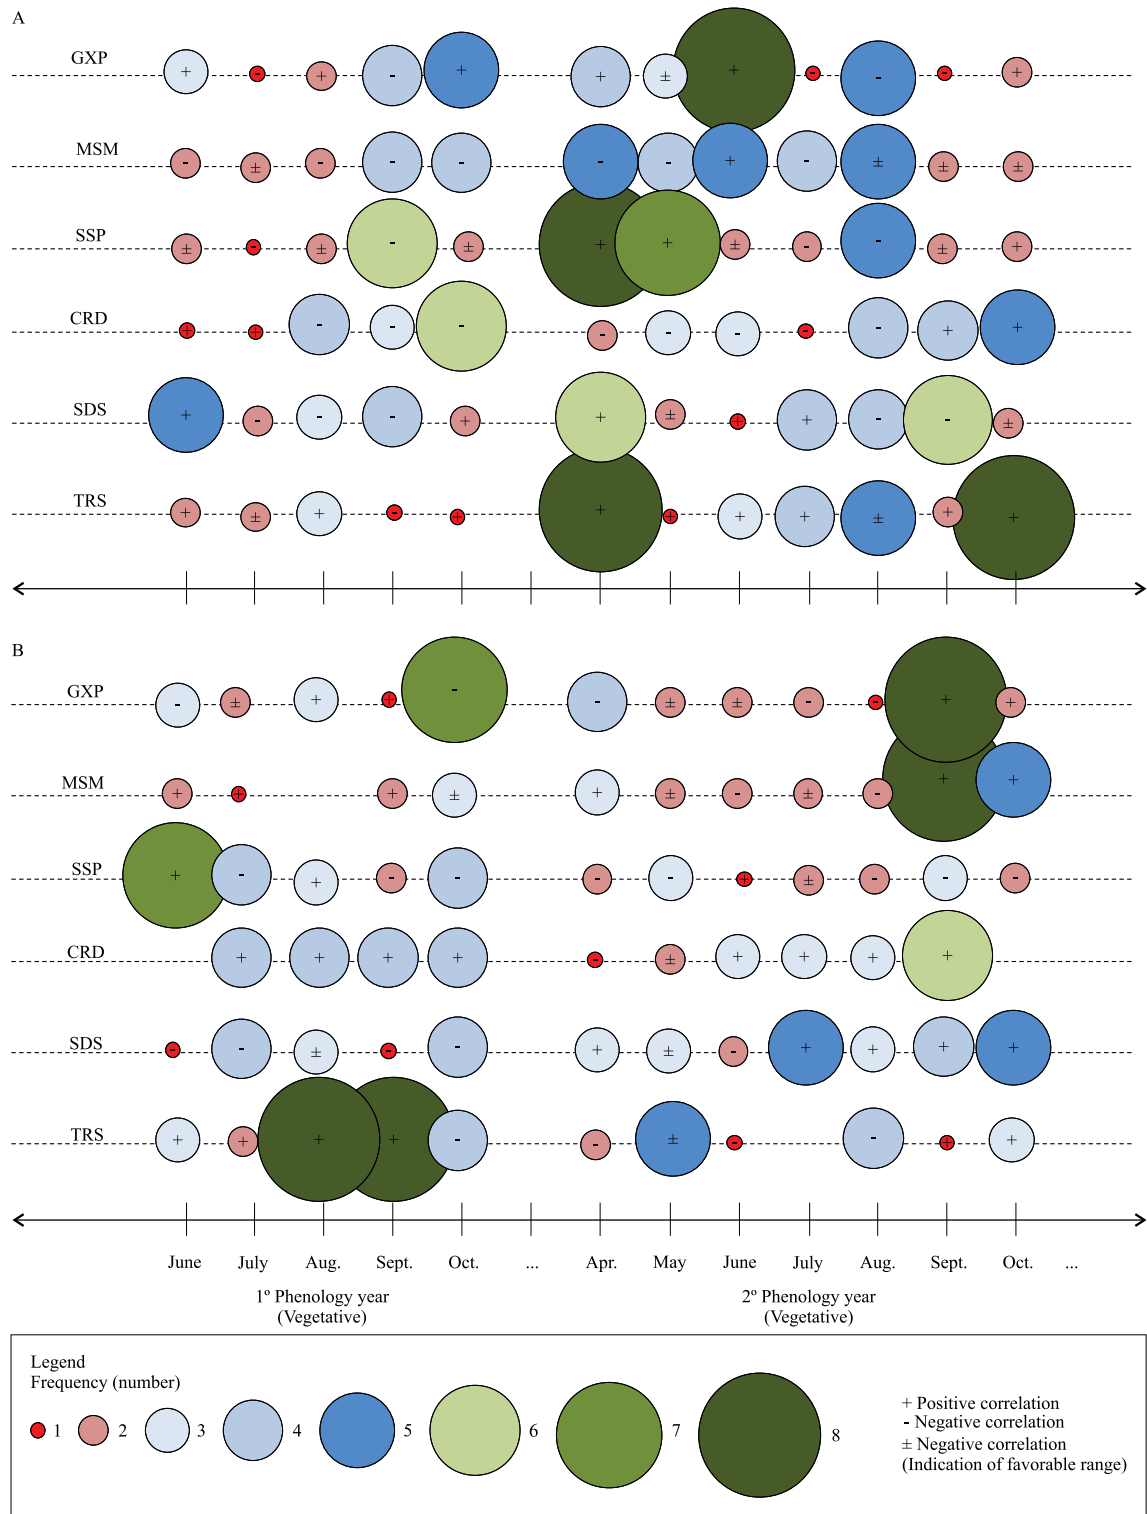 A
GXP
+ - + - + + ± + - - - +
MSM
- ± - - - - - + - ± ± ±
SSP
± - ± - ± + + ± - - ± +
CRD
+ + - - - - - - - - + +
SDS
+ - - - + + ± + + - - ±
TRS
+ ± + - + + + + + ± + +
B
GXP
- ± + + - - ± ± - - + +
MSM
+ + + ± + ± - ± - + +
SSP
+ - + - - - - + ± - - -
CRD
+ + + + - ± + + + +
SDS
- - ± - - + ± - + + + +
TRS
+ + + + - - ± - - + +
June July Aug. Sept. Oct. ... Apr. May June July Aug. Sept. Oct. ...
1º Phenology year 2º Phenology year
(Vegetative) (Vegetative)
Legend
Frequency (number)
1 2 3 4 5 6 7 8
+ Positive correlation
- Negative correlation
± Negative correlation
(Indication of favorable range)